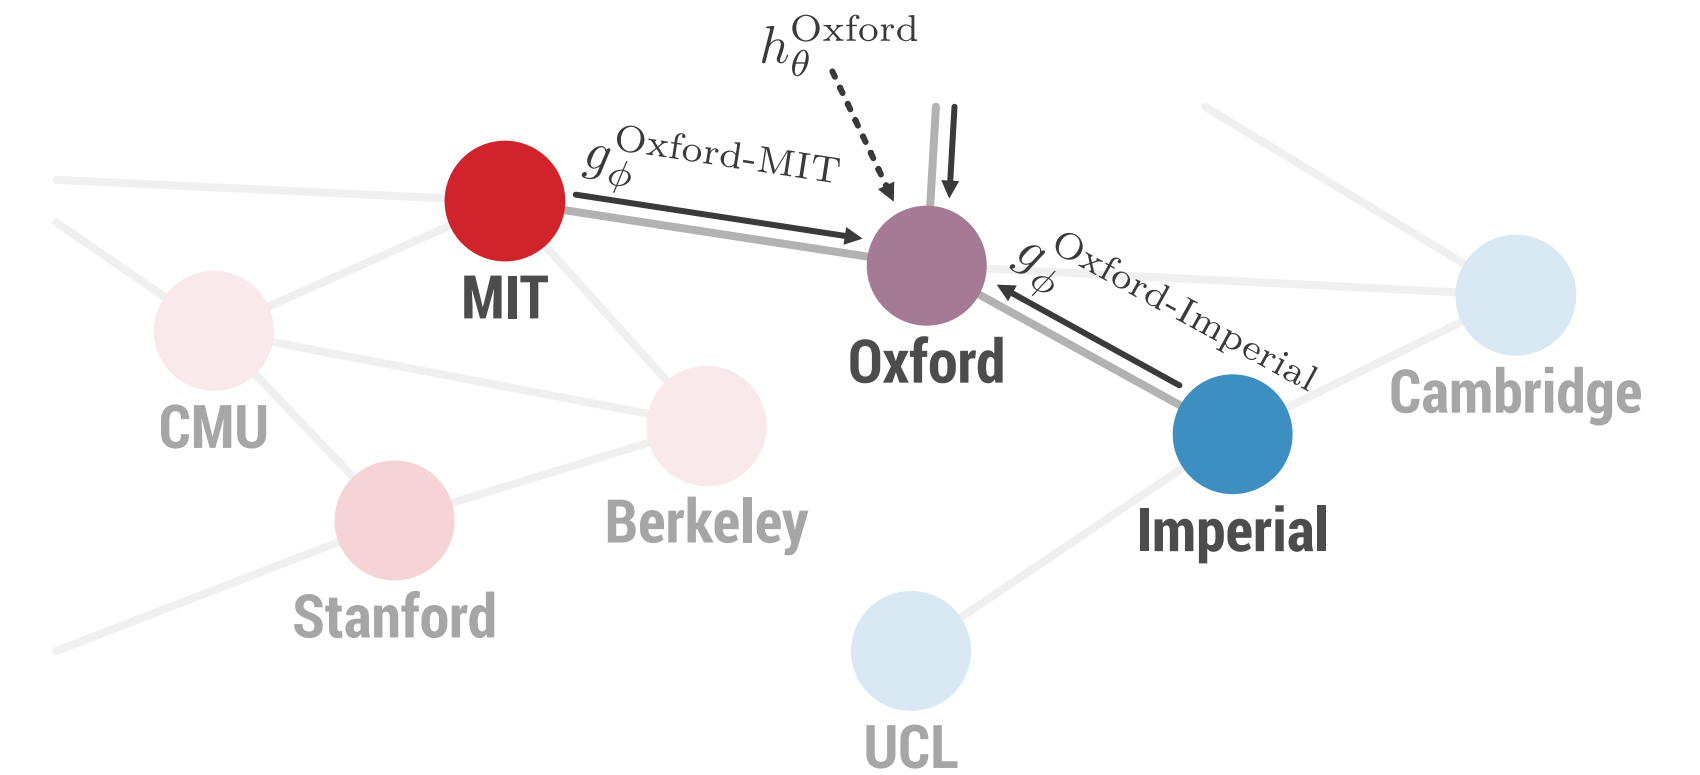 h_θ^Oxford
g_ϕ^Oxford-MIT
g_ϕ^Oxford-Imperial
MIT
Oxford
Cambridge
CMU
Berkeley
Imperial
Stanford
UCL